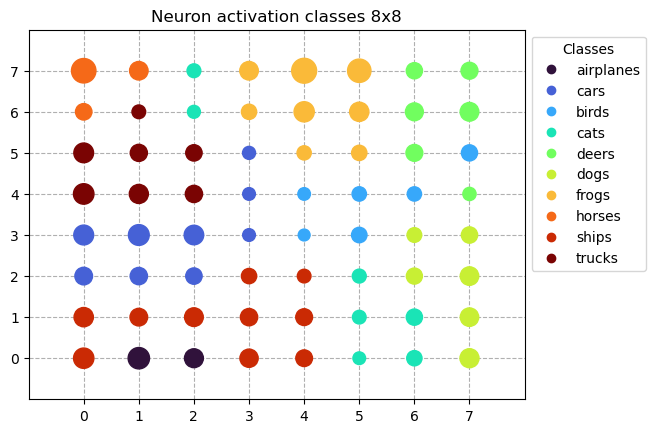 Neuron activation classes 8x8
7
6
5
4
3
2
1
0
0 1 2 3 4 5 6 7
Classes
airplanes
cars
birds
cats
deers
dogs
frogs
horses
ships
trucks